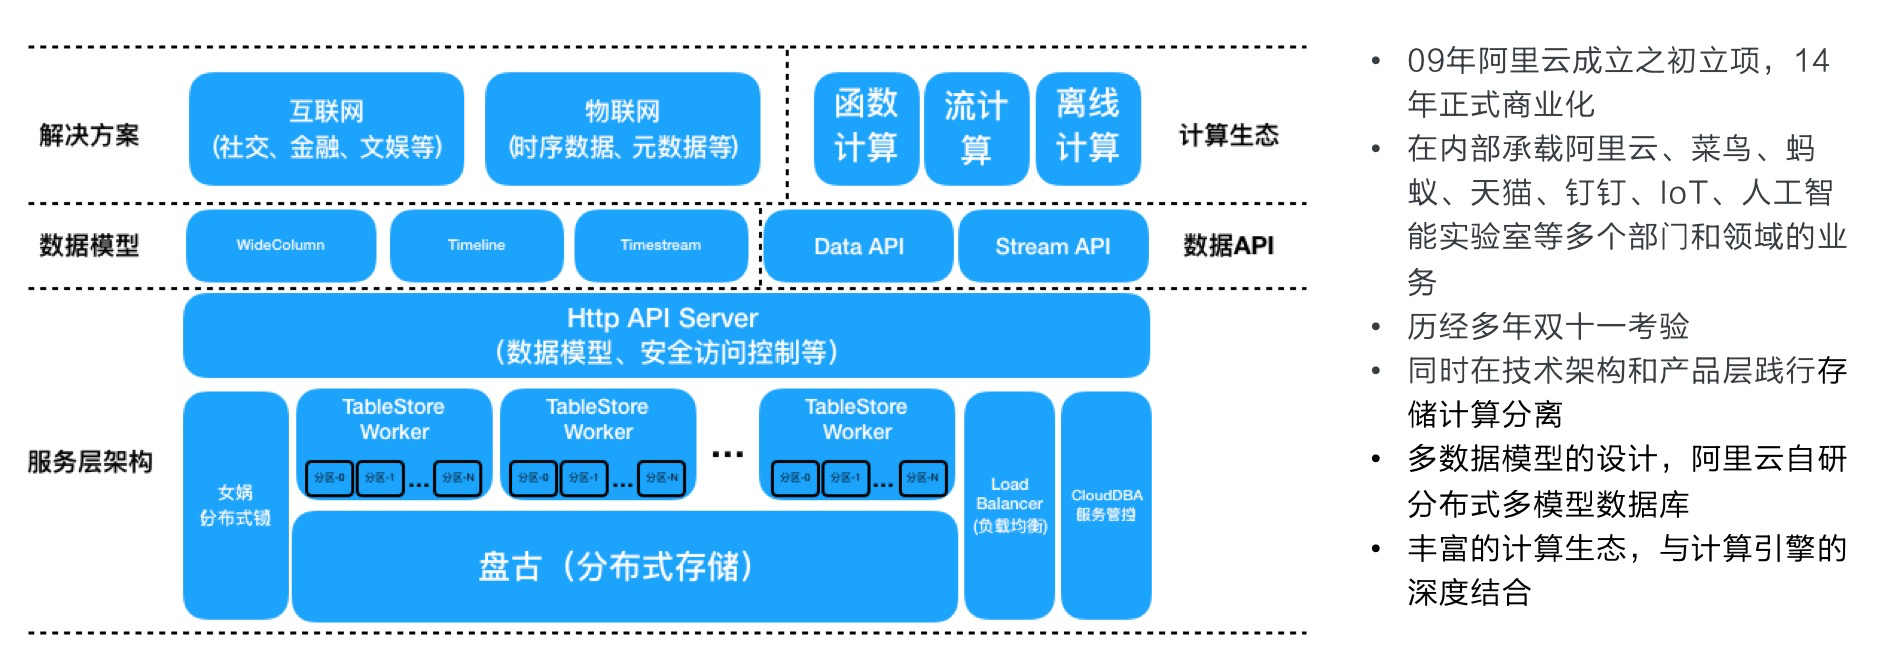 解决方案
互联网
(社交、金融、文娱等)
物联网
(时序数据、元数据等)
函数
计算
流计
算
离线
计算
计算生态
数据模型
WideColumn
Timeline
Timestream
Data API
Stream API
数据API
服务层架构
Http API Server
（数据模型、安全访问控制等）
女娲
分布式锁
TableStore
Worker
分区-0
分区-1
...
分区-N
TableStore
Worker
分区-0
分区-1
...
分区-N
...
TableStore
Worker
分区-0
分区-1
...
分区-N
盘古（分布式存储）
Load
Balancer
(负载均衡)
CloudDBA
服务管控
• 09年阿里云成立之初立项，14
年正式商业化
• 在内部承载阿里云、菜鸟、蚂
蚁、天猫、钉钉、IoT、人工智
能实验室等多个部门和领域的业
务
• 历经多年双十一考验
• 同时在技术架构和产品层践行存
储计算分离
• 多数据模型的设计，阿里云自研
分布式多模型数据库
• 丰富的计算生态，与计算引擎的
深度结合